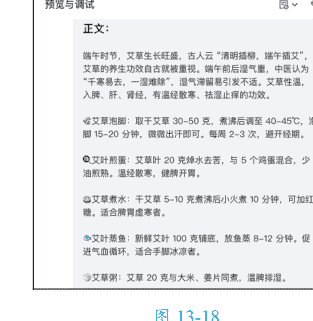 预览与调试
正文：
端午时节，艾草生长旺盛，古人云“清明插柳，端午插艾”，
艾草的养生功效自古就被重视。端午前后湿气重，中医认为
“千寒易去，一湿难除”，湿气滞留易引发不适。艾草性温，
入脾、肝、肾经，有温经散寒、祛湿止痒的功效。
艾草泡脚：取干艾草 30-50 克，煮沸后调至 40-45℃，泡
脚 15-20 分钟，微微出汗即可。每周 2-3 次，避开经期。
艾叶煎蛋：艾草叶 20 克焯水去苦，与 5 个鸡蛋混合，少
油煎熟。温经散寒，健脾开胃。
艾草煮水：干艾草 5-10 克煮沸后小火煮 10 分钟，可加红
糖。适合脾胃虚寒者。
艾叶蒸鱼：新鲜艾叶 100 克铺底，放鱼蒸 8-12 分钟。促
进气血循环，适合手脚冰凉者。
艾草粥：艾草 20 克与大米、姜片同煮，温脾排湿。
图 13-18